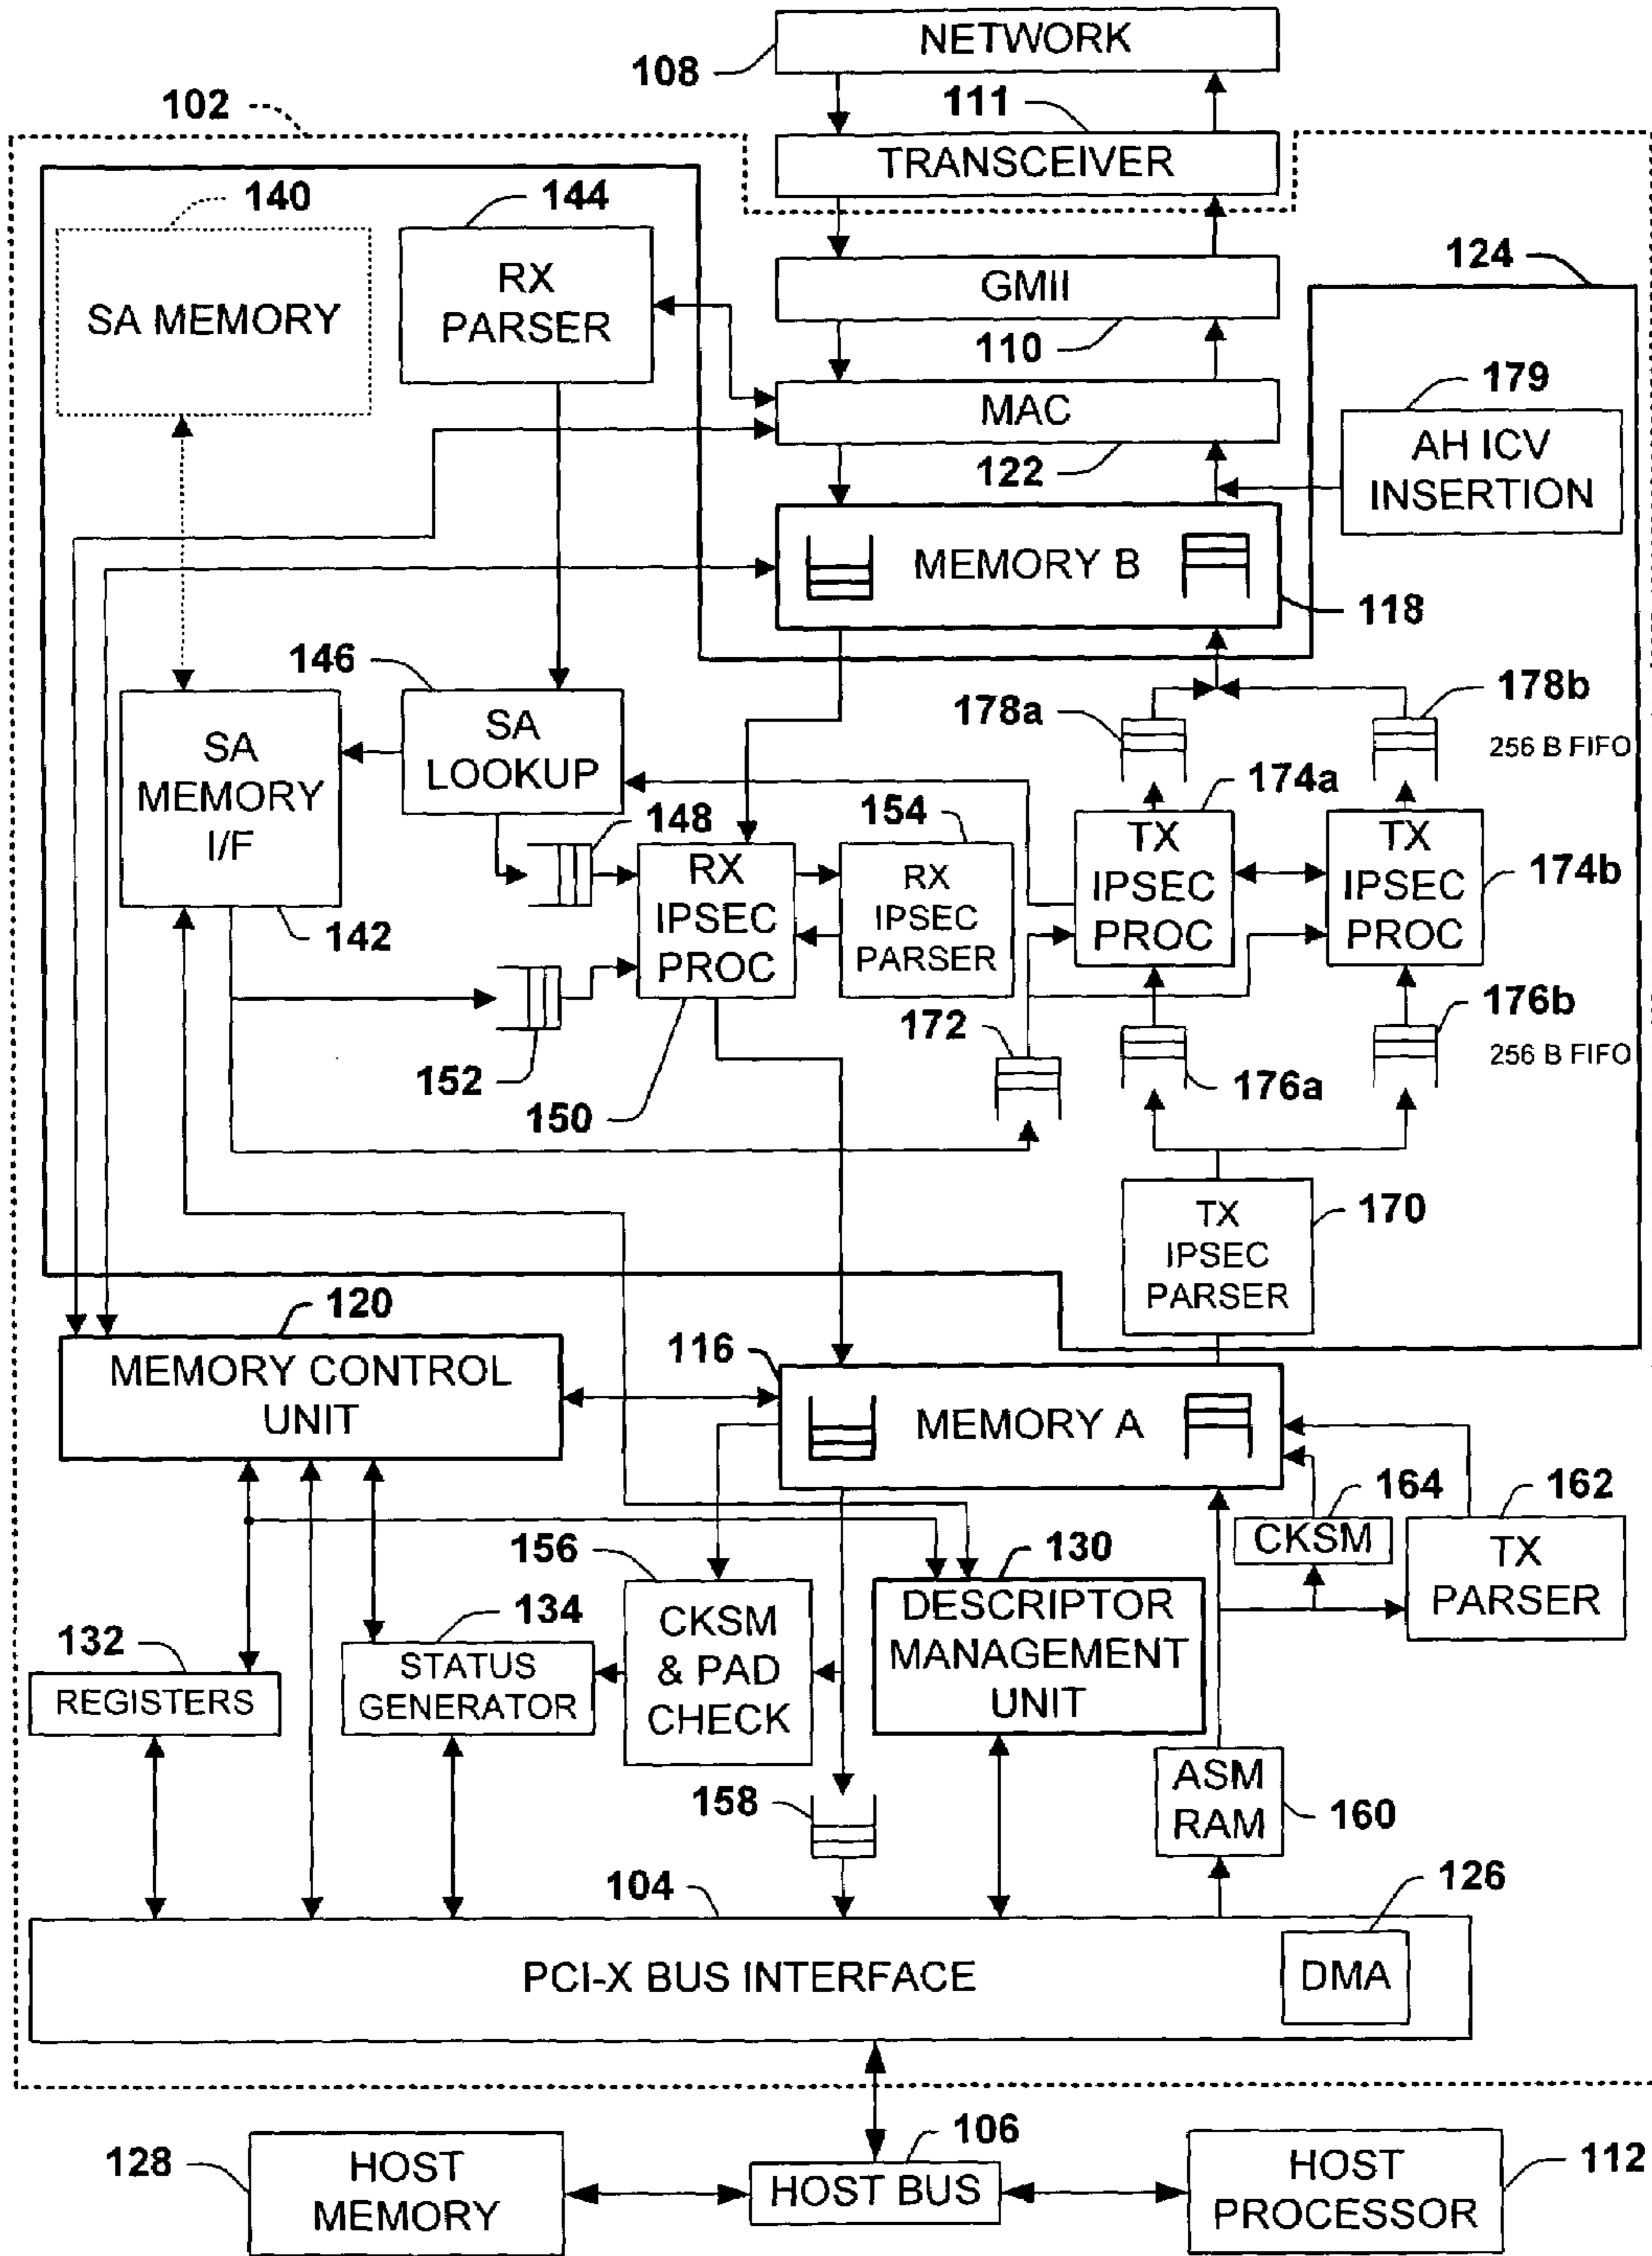 NETWORK
108
102
111
TRANSCEIVER
140
144
124
SA MEMORY
RX
PARSER
GMII
110
179
MAC
122
AH ICV
INSERTION
MEMORY B
118
146
178a
178b
256 B FIFO
SA
MEMORY
I/F
SA
LOOKUP
148
154
174a
RX
IPSEC
PROC
RX
IPSEC
PARSER
TX
IPSEC
PROC
TX
IPSEC
PROC
174b
142
152
150
172
176a
176b
256 B FIFO
TX
IPSEC
PARSER
170
120
116
MEMORY CONTROL
UNIT
MEMORY A
164
162
CKSM
TX
PARSER
156
130
132
134
REGISTERS
STATUS
GENERATOR
CKSM
& PAD
CHECK
DESCRIPTOR
MANAGEMENT
UNIT
158
ASM
RAM
160
104
126
PCI-X BUS INTERFACE
DMA
106
128
HOST
MEMORY
HOST BUS
HOST
PROCESSOR
112